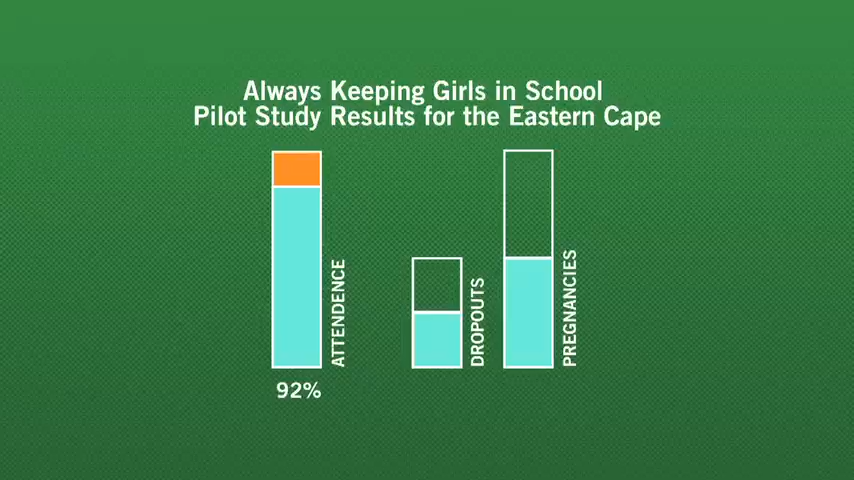 Always Keeping Girls in School
Pilot Study Results for the Eastern Cape
ATTENDENCE
DROPOUTS
PREGNANCIES
92%